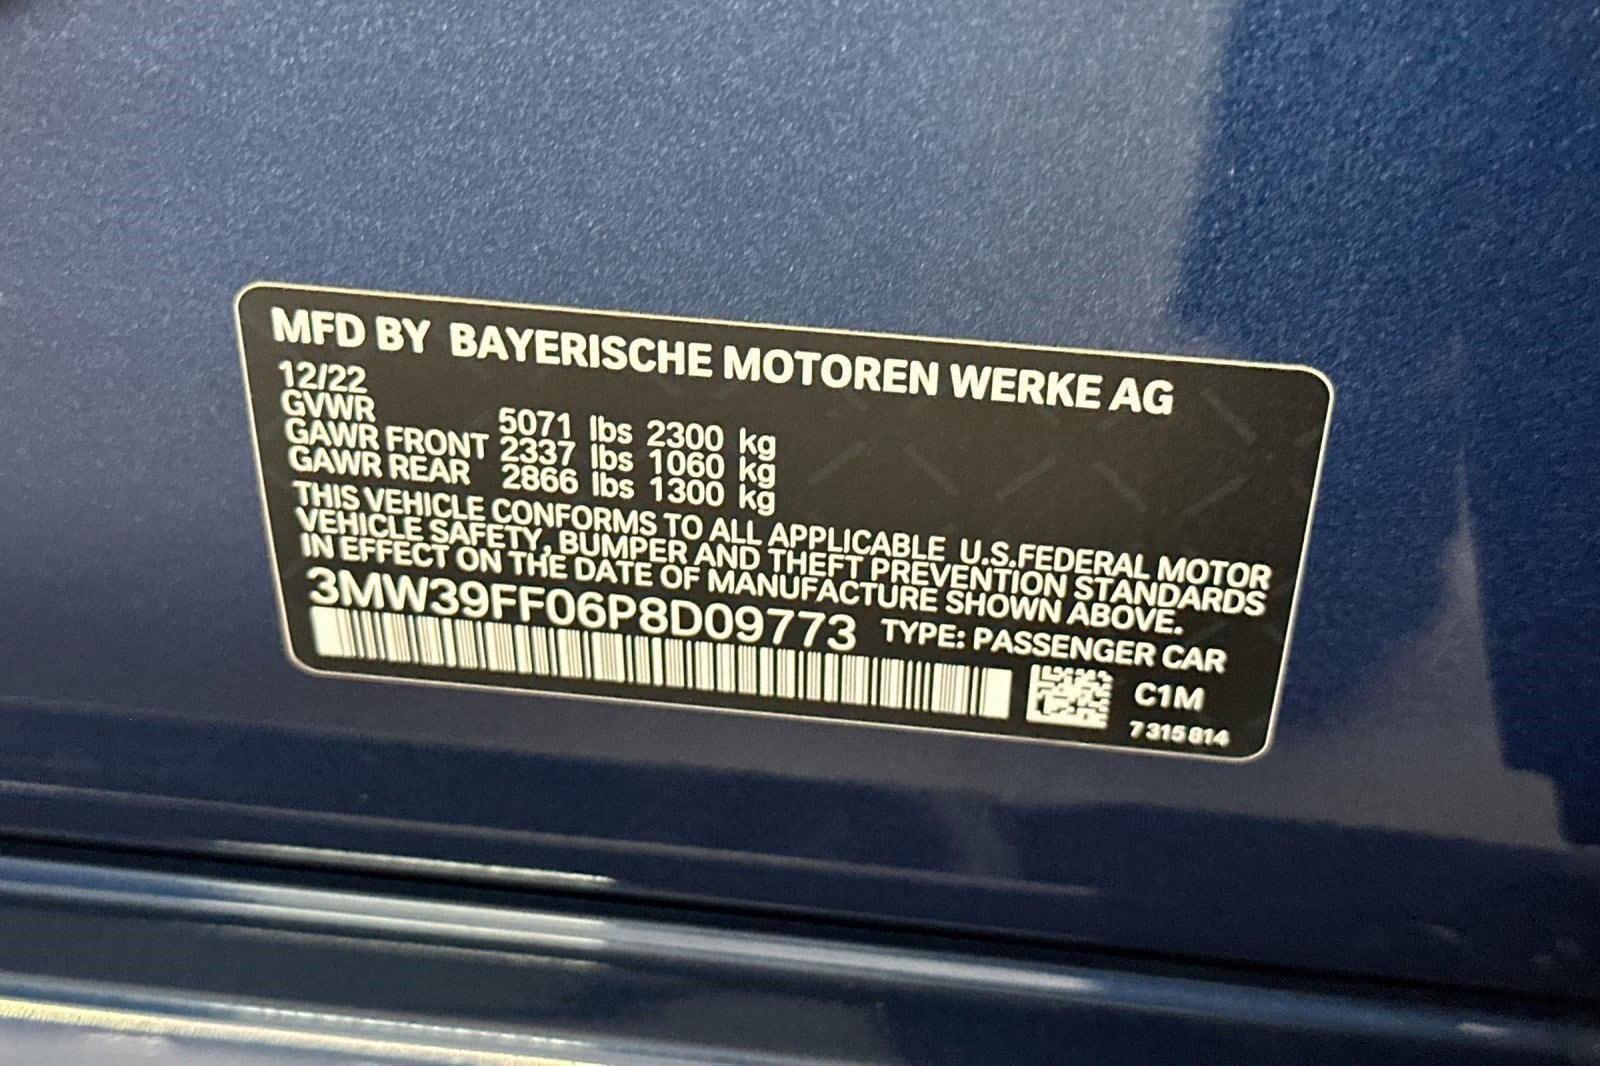 MFD BY BAYERISCHE MOTOREN WERKE AG
12/22
GVWR 5071 lbs 2300 kg
GAWR FRONT 2337 lbs 1060 kg
GAWR REAR 2866 lbs 1300 kg
THIS VEHICLE CONFORMS TO ALL APPLICABLE U.S.FEDERAL MOTOR
VEHICLE SAFETY, BUMPER AND THEFT PREVENTION STANDARDS
IN EFFECT ON THE DATE OF MANUFACTURE SHOWN ABOVE.
3MW39FF06P8D09773 TYPE: PASSENGER CAR
C1M
7 315 814